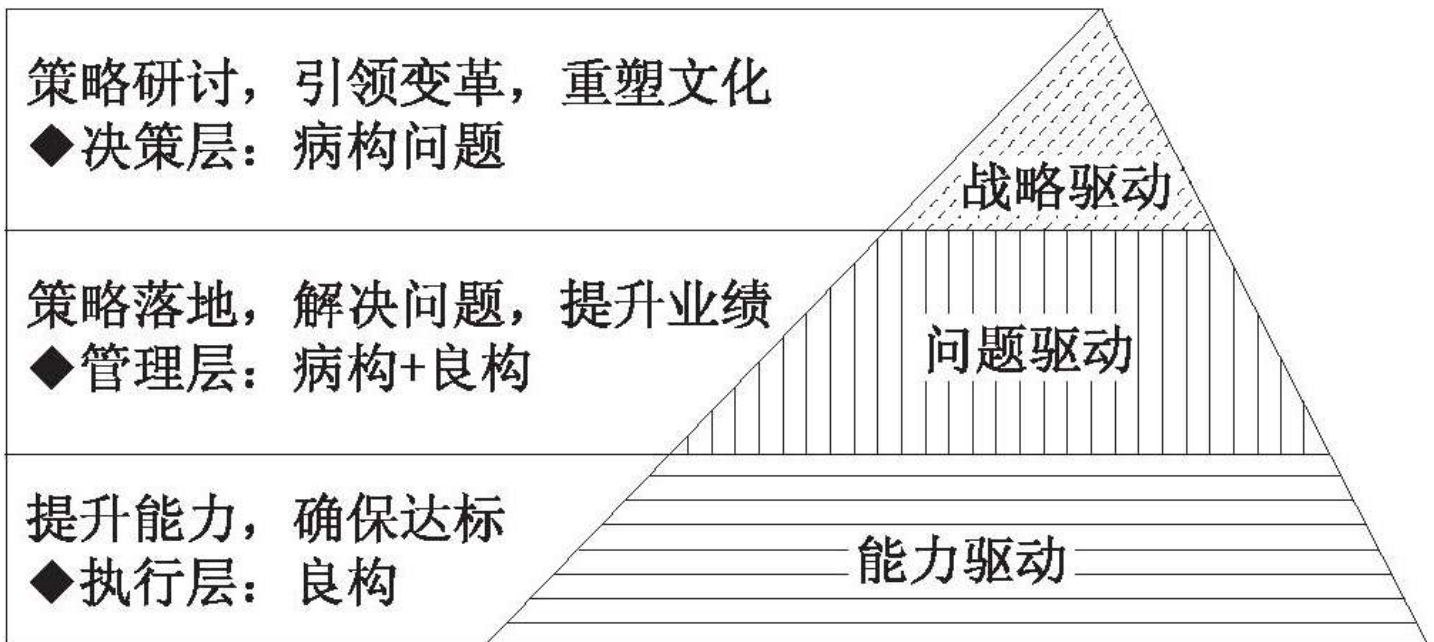 策略研讨，引领变革，重塑文化
◆决策层：病构问题
战略驱动
策略落地，解决问题，提升业绩
◆管理层：病构+良构
问题驱动
提升能力，确保达标
◆执行层：良构
能力驱动